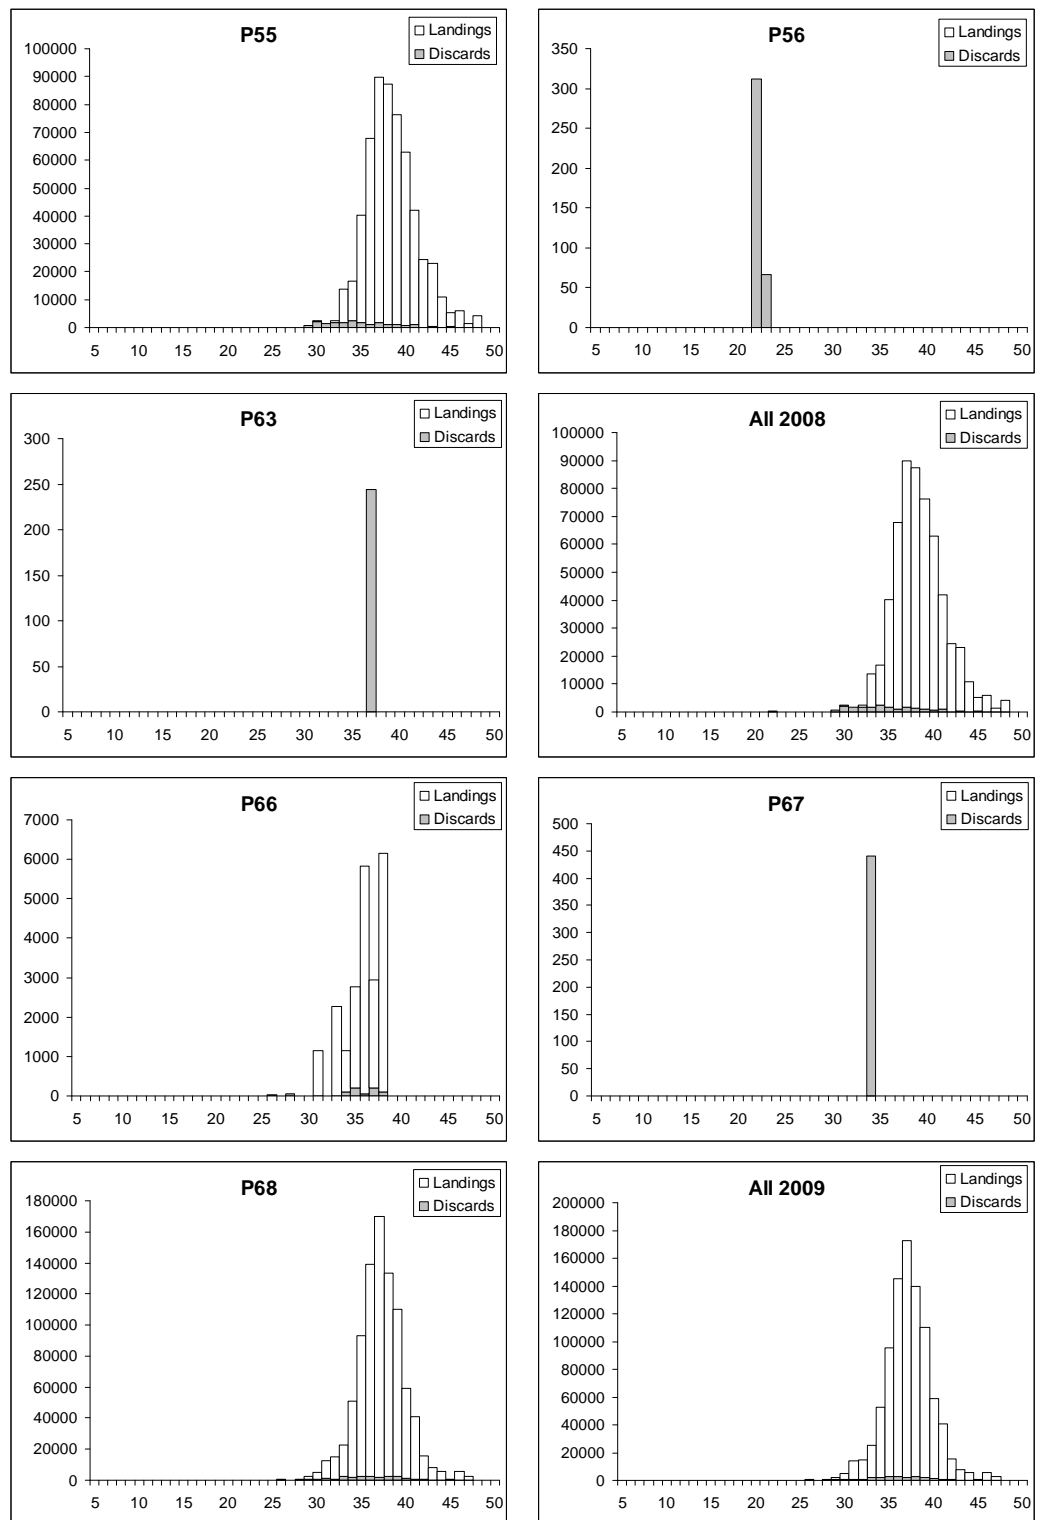 P55
Landings
Discards
100000
90000
80000
70000
60000
50000
40000
30000
20000
10000
0
5 10 15 20 25 30 35 40 45 50
P56
Landings
Discards
350
300
250
200
150
100
50
0
5 10 15 20 25 30 35 40 45 50
P63
Landings
Discards
300
250
200
150
100
50
0
5 10 15 20 25 30 35 40 45 50
All 2008
Landings
Discards
100000
90000
80000
70000
60000
50000
40000
30000
20000
10000
0
5 10 15 20 25 30 35 40 45 50
P66
Landings
Discards
7000
6000
5000
4000
3000
2000
1000
0
5 10 15 20 25 30 35 40 45 50
P67
Landings
Discards
500
450
400
350
300
250
200
150
100
50
0
5 10 15 20 25 30 35 40 45 50
P68
Landings
Discards
180000
160000
140000
120000
100000
80000
60000
40000
20000
0
5 10 15 20 25 30 35 40 45 50
All 2009
Landings
Discards
200000
180000
160000
140000
120000
100000
80000
60000
40000
20000
0
5 10 15 20 25 30 35 40 45 50